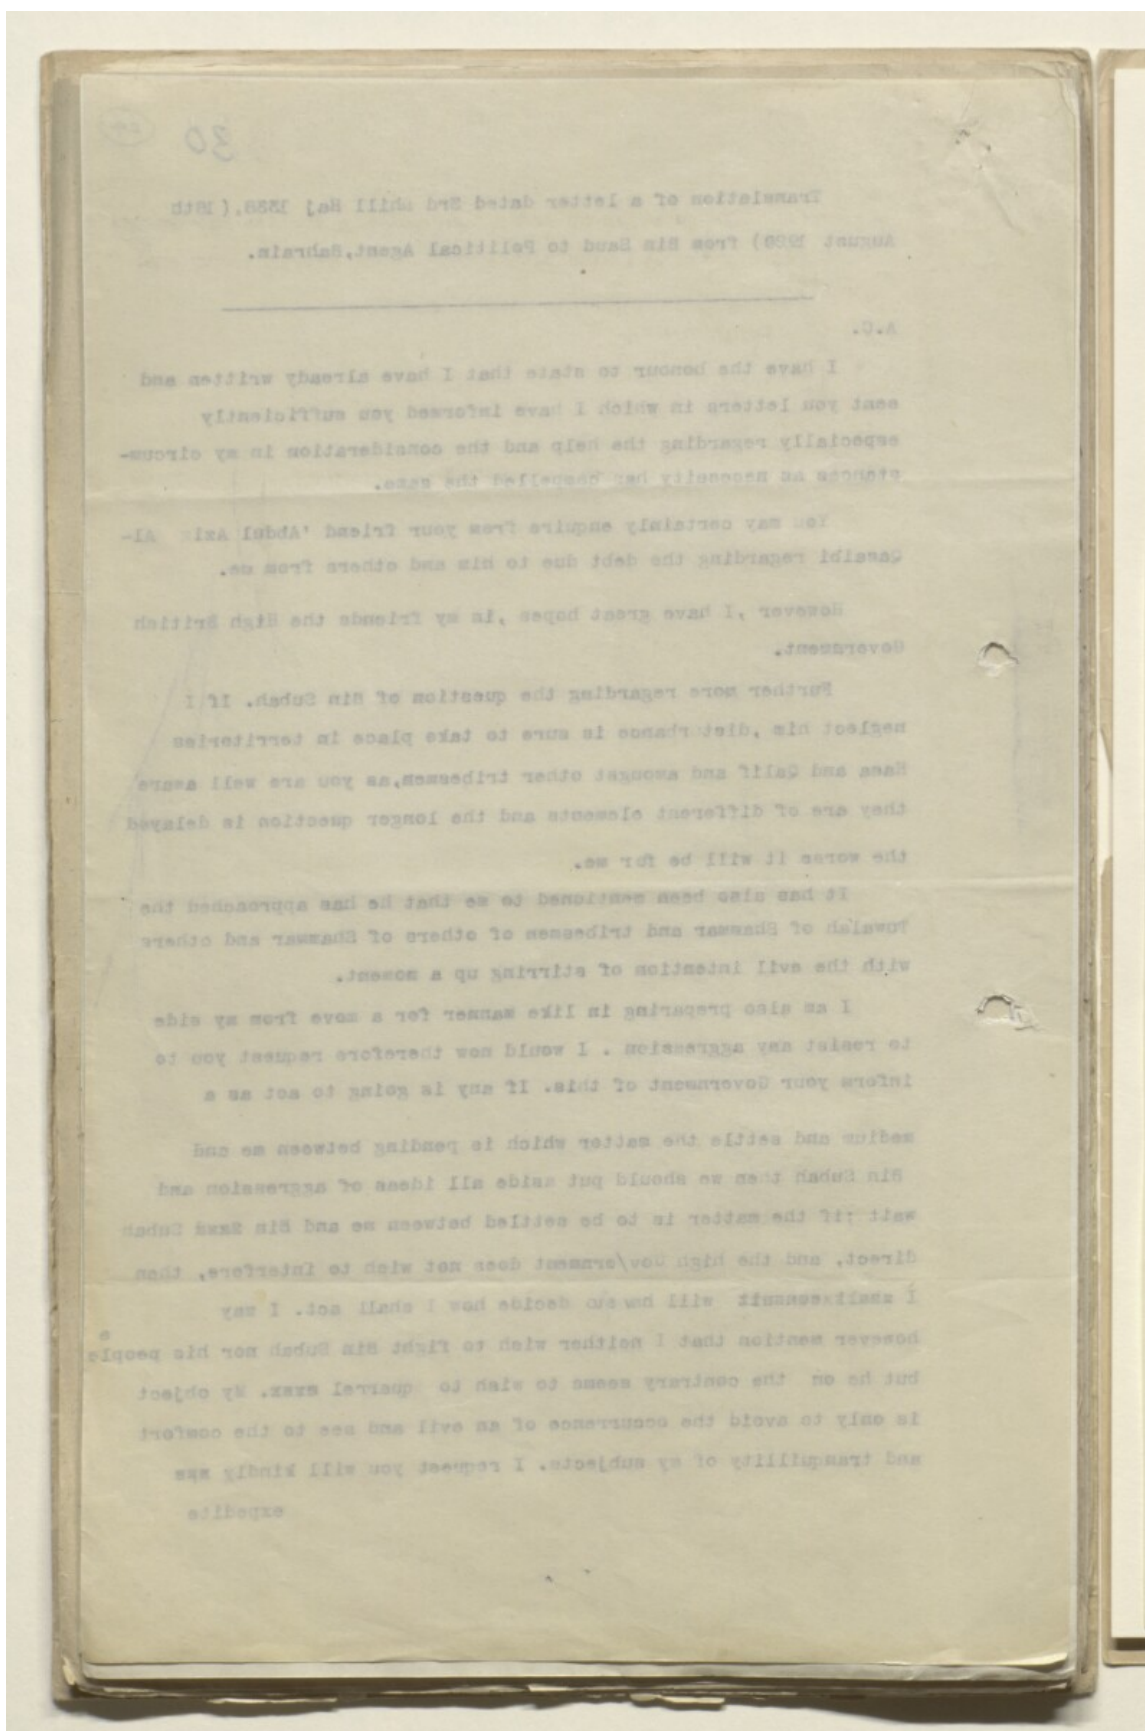 30
Translation of a letter dated 3rd Dhill Haj 1338,( 18th
August 1920) from Bin Saud to Political Agent,Bahrain.
A.C.
I have the honour to state that I have already written and
sent you letters in which I have informed you sufficiently
especially regarding the help and the consideration in my circum-
stances as necessity has compelled the same.
You may certainly enquire from your friend 'Abdul Aziz Al-
Qasaibi regarding the debt due to him and others from me.
However ,I have great hopes ,in my friends the High British
Government.
Further more regarding the question of Bin Subah. If I
neglect him ,disturbance is sure to take place in territories
Hasa and Qatif and amongst other tribesmen,as you are well aware
they are of different elements and the longer question is delayed
the worse it will be for me.
It has also been mentioned to me that he has approached the
Towalah of Shammar and tribesmen of others of Shammar and others
with the evil intention of stirring up a moment.
I am also preparing in like manner for a move from my side
to resist any aggression . I would now therefore request you to
inform your Government of this. If any is going to act as a
medium and settle the matter which is pending between me and
Bin Subah then we should put aside all ideas of aggression and
wait ;if the matter is to be settled between me and Bin Subah
direct, and the high Gov/ernment does not wish to Interfere, then
I will decide how I shall act. I may
however mention that I neither wish to fight Bin Subah nor his people
but he on the contrary seems to wish to quarrel. My object
is only to avoid the occurrence of an evil and see to the comfort
and tranquillity of my subjects. I request you will kindly
expedite